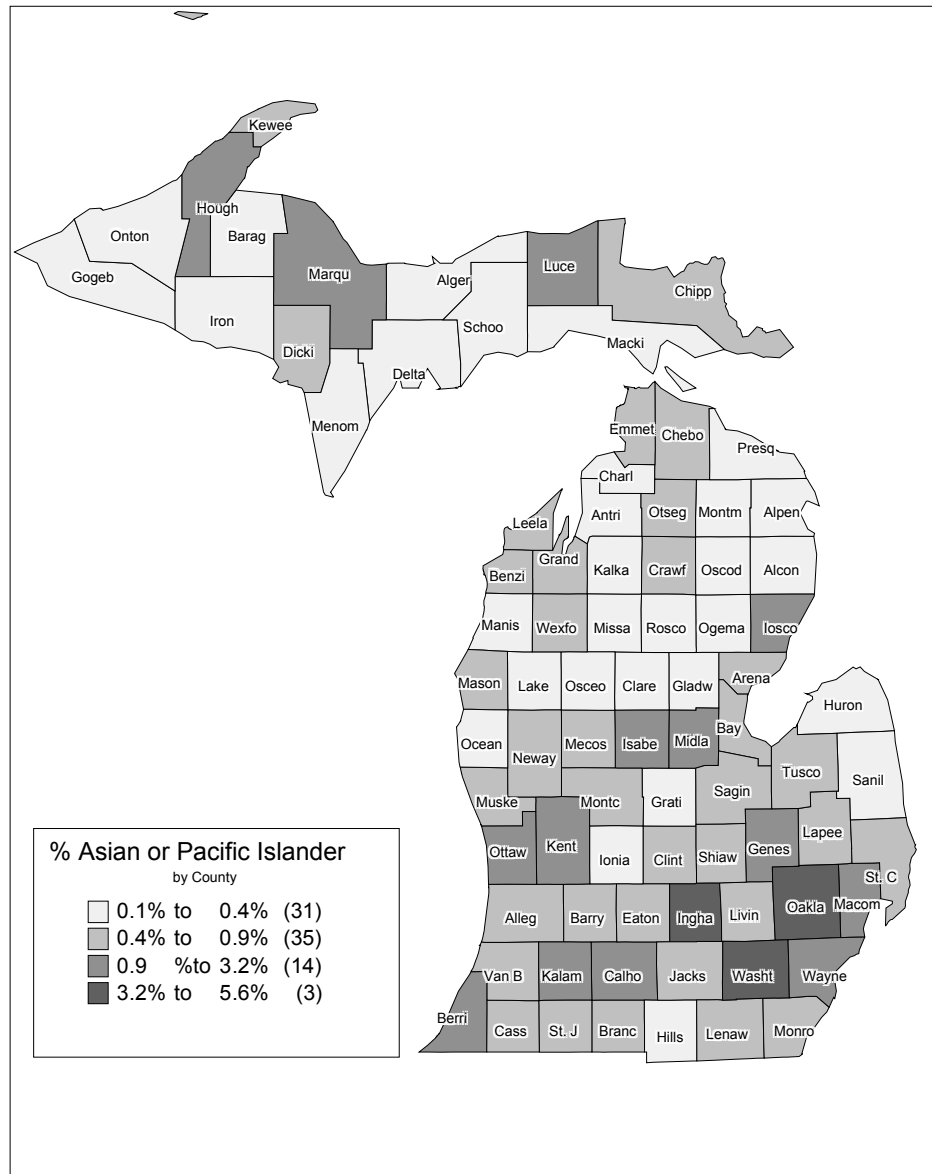 Kewee
Hough
Onton
Barag
Gogeb
Marqu
Luce
Alger
Chipp
Iron
Schoo
Dicki
Macki
Delta
Menom
Emmet
Chebo
Presq
Charl
Antri
Otseg
Montm
Alpen
Leela
Grand
Benzi
Kalka
Crawf
Oscod
Alcon
Manis
Wexfo
Missa
Rosco
Ogema
Iosco
Mason
Lake
Osceo
Clare
Gladw
Arena
Huron
Ocean
Neway
Mecos
Isabe
Midla
Bay
Tusco
Sanil
Muske
Montc
Grati
Sagin
Lapee
Ottaw
Kent
Ionia
Clint
Shiaw
Genes
St. C
Alleg
Barry
Eaton
Ingha
Livin
Oakla
Macom
Van B
Kalam
Calho
Jacks
Washt
Wayne
Berri
Cass
St. J
Branc
Hills
Lenaw
Monro
% Asian or Pacific Islander
by County
0.1% to 0.4% (31)
0.4% to 0.9% (35)
0.9 %to 3.2% (14)
3.2% to 5.6% (3)